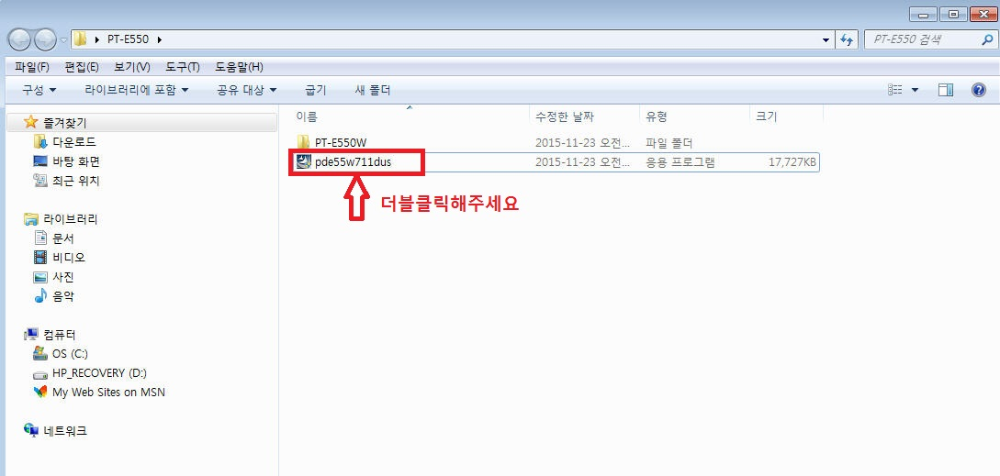 PT-E550
PT-E550 검색
파일(F) 편집(E) 보기(V) 도구(T) 도움말(H)
구성 라이브러리에 포함 공유 대상 굽기 새 폴더
즐겨찾기
다운로드
바탕 화면
최근 위치
라이브러리
문서
비디오
사진
음악
컴퓨터
OS (C:)
HP_RECOVERY (D:)
My Web Sites on MSN
네트워크
이름 수정한 날짜 유형 크기
PT-E550W 2015-11-23 오전... 파일 폴더
pde55w711dus 2015-11-23 오전... 응용 프로그램 17,727KB
더블클릭해주세요